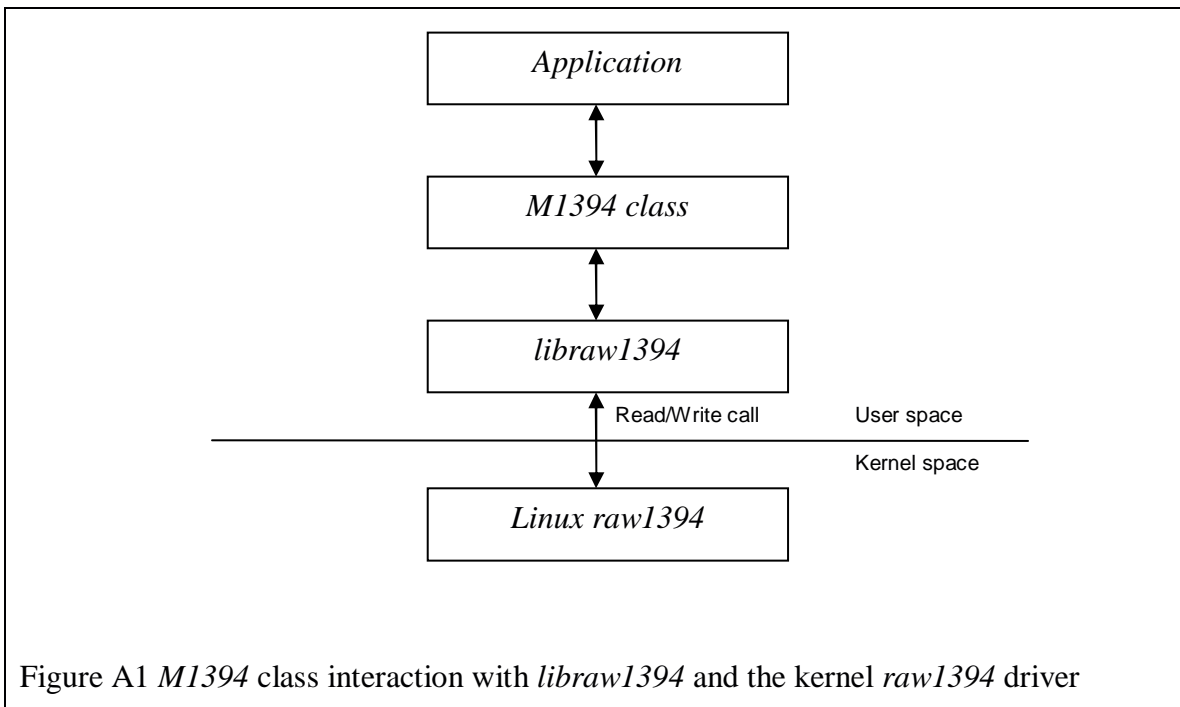 Application
M1394 class
libraw1394
Read/Write call User space
Kernel space
Linux raw1394
Figure A1 M1394 class interaction with libraw1394 and the kernel raw1394 driver